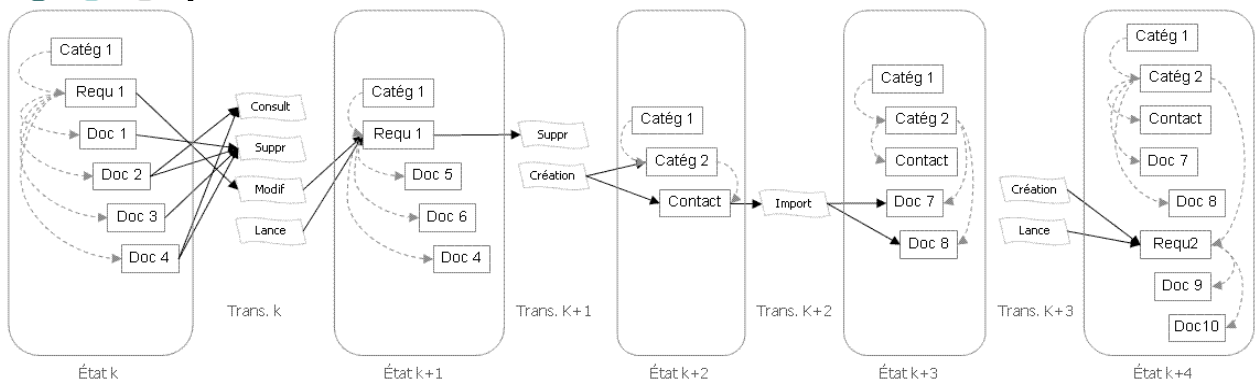 Catég 1
Requ 1
Doc 1
Doc 2
Doc 3
Doc 4
État k
Consult
Suppr
Modif
Lance
Trans. k
Catég 1
Requ 1
Doc 5
Doc 6
Doc 4
État k+1
Suppr
Création
Trans. K+1
Catég 1
Catég 2
Contact
État k+2
Import
Trans. K+2
Catég 1
Catég 2
Contact
Doc 7
Doc 8
État k+3
Création
Lance
Trans. K+3
Catég 1
Catég 2
Contact
Doc 7
Doc 8
Requ2
Doc 9
Doc10
État k+4